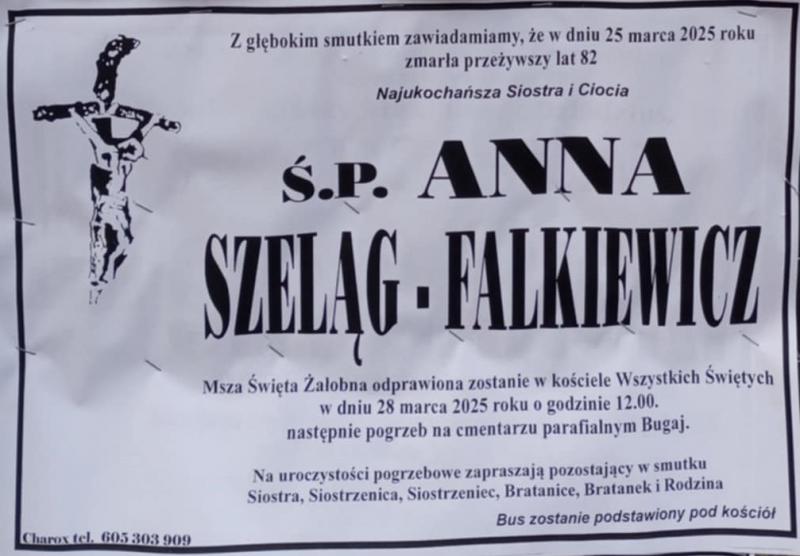 Z głębokim smutkiem zawiadamiamy, że w dniu 25 marca 2025 roku
zmarła przeżywszy lat 82
Najukochańsza Siostra i Ciocia
Ś.P. ANNA
SZELĄG - FALKIEWICZ
Msza Święta Żałobna odprawiona zostanie w kościele Wszystkich Świętych
w dniu 28 marca 2025 roku o godzinie 12.00.
następnie pogrzeb na cmentarzu parafialnym Bugaj.
Na uroczystości pogrzebowe zapraszają pozostający w smutku
Siostra, Siostrzenica, Siostrzeniec, Bratanice, Bratanek i Rodzina
Bus zostanie podstawiony pod kościół
Charox tel. 605 303 909